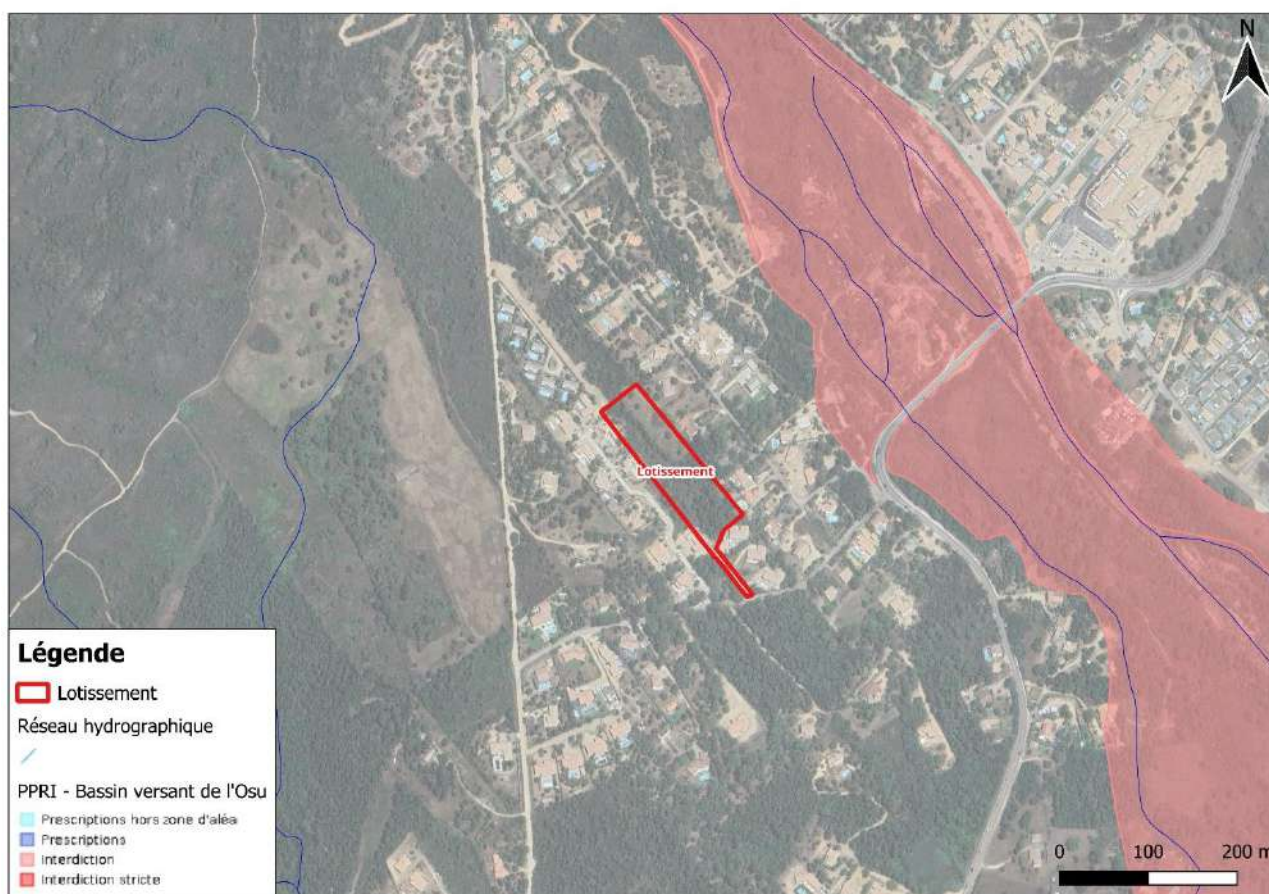 N
Lotissement
Légende
Lotissement
Réseau hydrographique
PPRI - Bassin versant de l'Osu
Prescriptions hors zone d'aléa
Prescriptions
Interdiction
Interdiction stricte
0 100 200 m